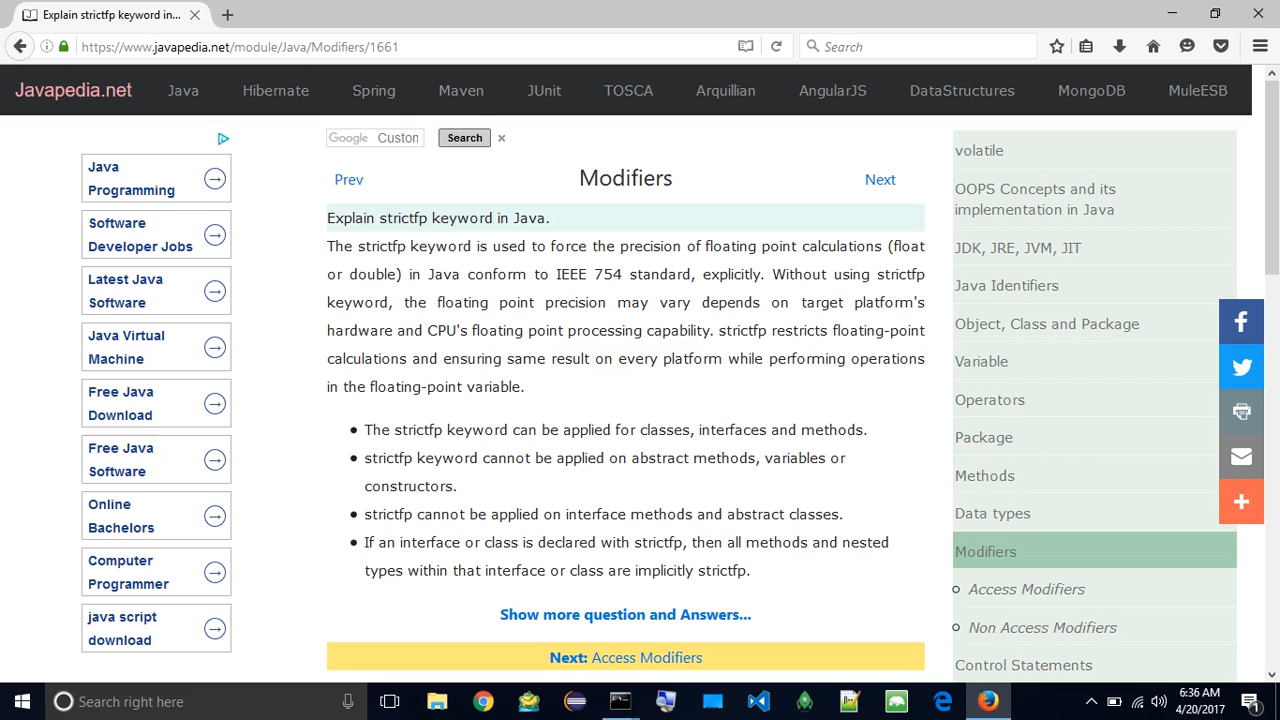 Explain strictfp keyword in...
https://www.javapedia.net/module/Java/Modifiers/1661
Search
Javapedia.net Java Hibernate Spring Maven JUnit TOSCA Arquillian AngularJS DataStructures MongoDB MuleESB
Java
Programming
Software
Developer Jobs
Latest Java
Software
Java Virtual
Machine
Free Java
Download
Free Java
Software
Online
Bachelors
Computer
Programmer
java script
download
Google Custom Search ×
Prev Modifiers Next
Explain strictfp keyword in Java.
The strictfp keyword is used to force the precision of floating point calculations (float
or double) in Java conform to IEEE 754 standard, explicitly. Without using strictfp
keyword, the floating point precision may vary depends on target platform's
hardware and CPU's floating point processing capability. strictfp restricts floating-point
calculations and ensuring same result on every platform while performing operations
in the floating-point variable.
• The strictfp keyword can be applied for classes, interfaces and methods.
• strictfp keyword cannot be applied on abstract methods, variables or
constructors.
• strictfp cannot be applied on interface methods and abstract classes.
• If an interface or class is declared with strictfp, then all methods and nested
types within that interface or class are implicitly strictfp.
Show more question and Answers...
Next: Access Modifiers
volatile
OOPS Concepts and its
implementation in Java
JDK, JRE, JVM, JIT
Java Identifiers
Object, Class and Package
Variable
Operators
Package
Methods
Data types
Modifiers
Access Modifiers
Non Access Modifiers
Control Statements
Search right here
6:36 AM
4/20/2017
1